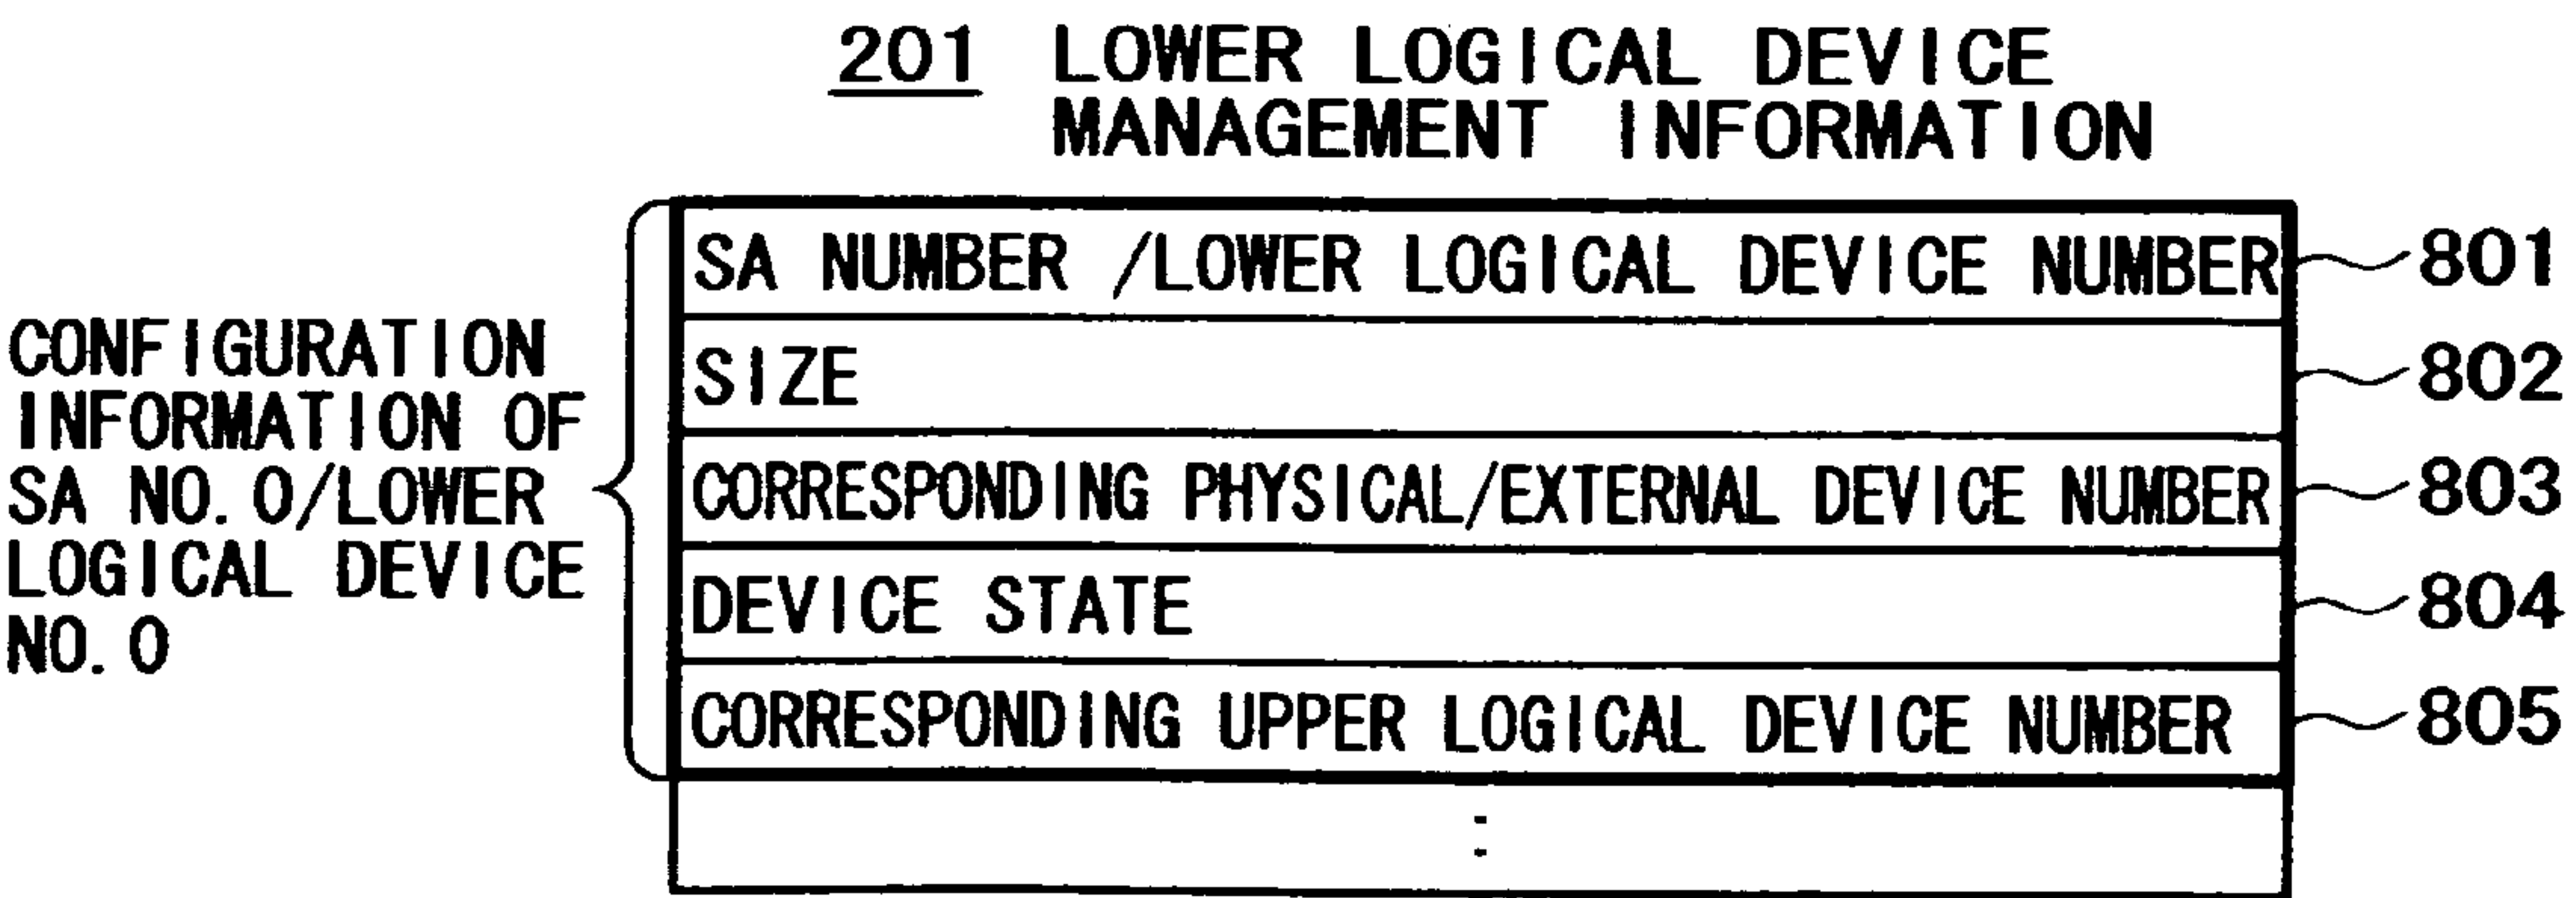 201 LOWER LOGICAL DEVICE
MANAGEMENT INFORMATION
CONFIGURATION
INFORMATION OF
SA NO.0/LOWER
LOGICAL DEVICE
NO.0
SA NUMBER /LOWER LOGICAL DEVICE NUMBER 801
SIZE 802
CORRESPONDING PHYSICAL/EXTERNAL DEVICE NUMBER 803
DEVICE STATE 804
CORRESPONDING UPPER LOGICAL DEVICE NUMBER 805
: